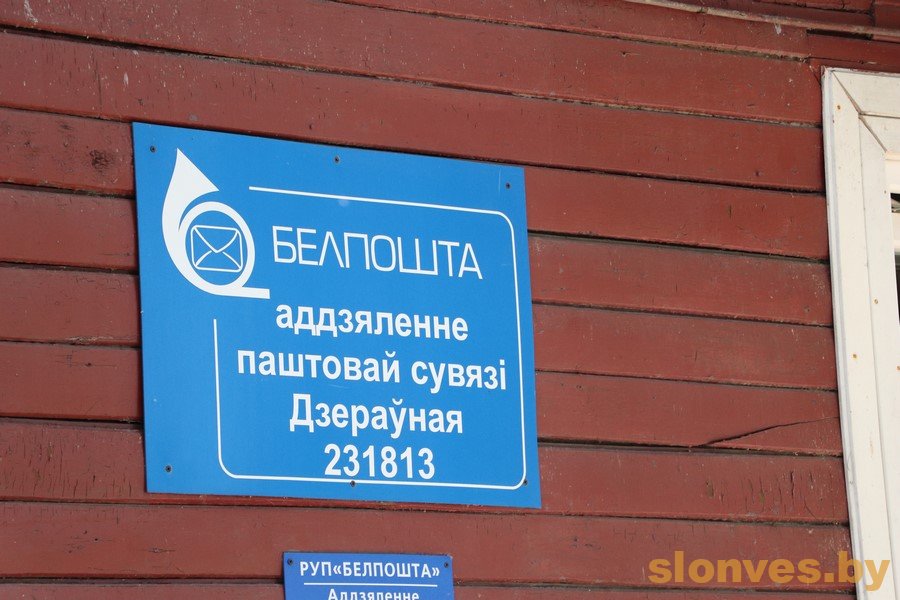 БЕЛПОШТА
аддзяленне
паштовай сувязі
Дзераўная
231813
РУП«БЕЛПОШТА»
Аддзяленне
slonves.by